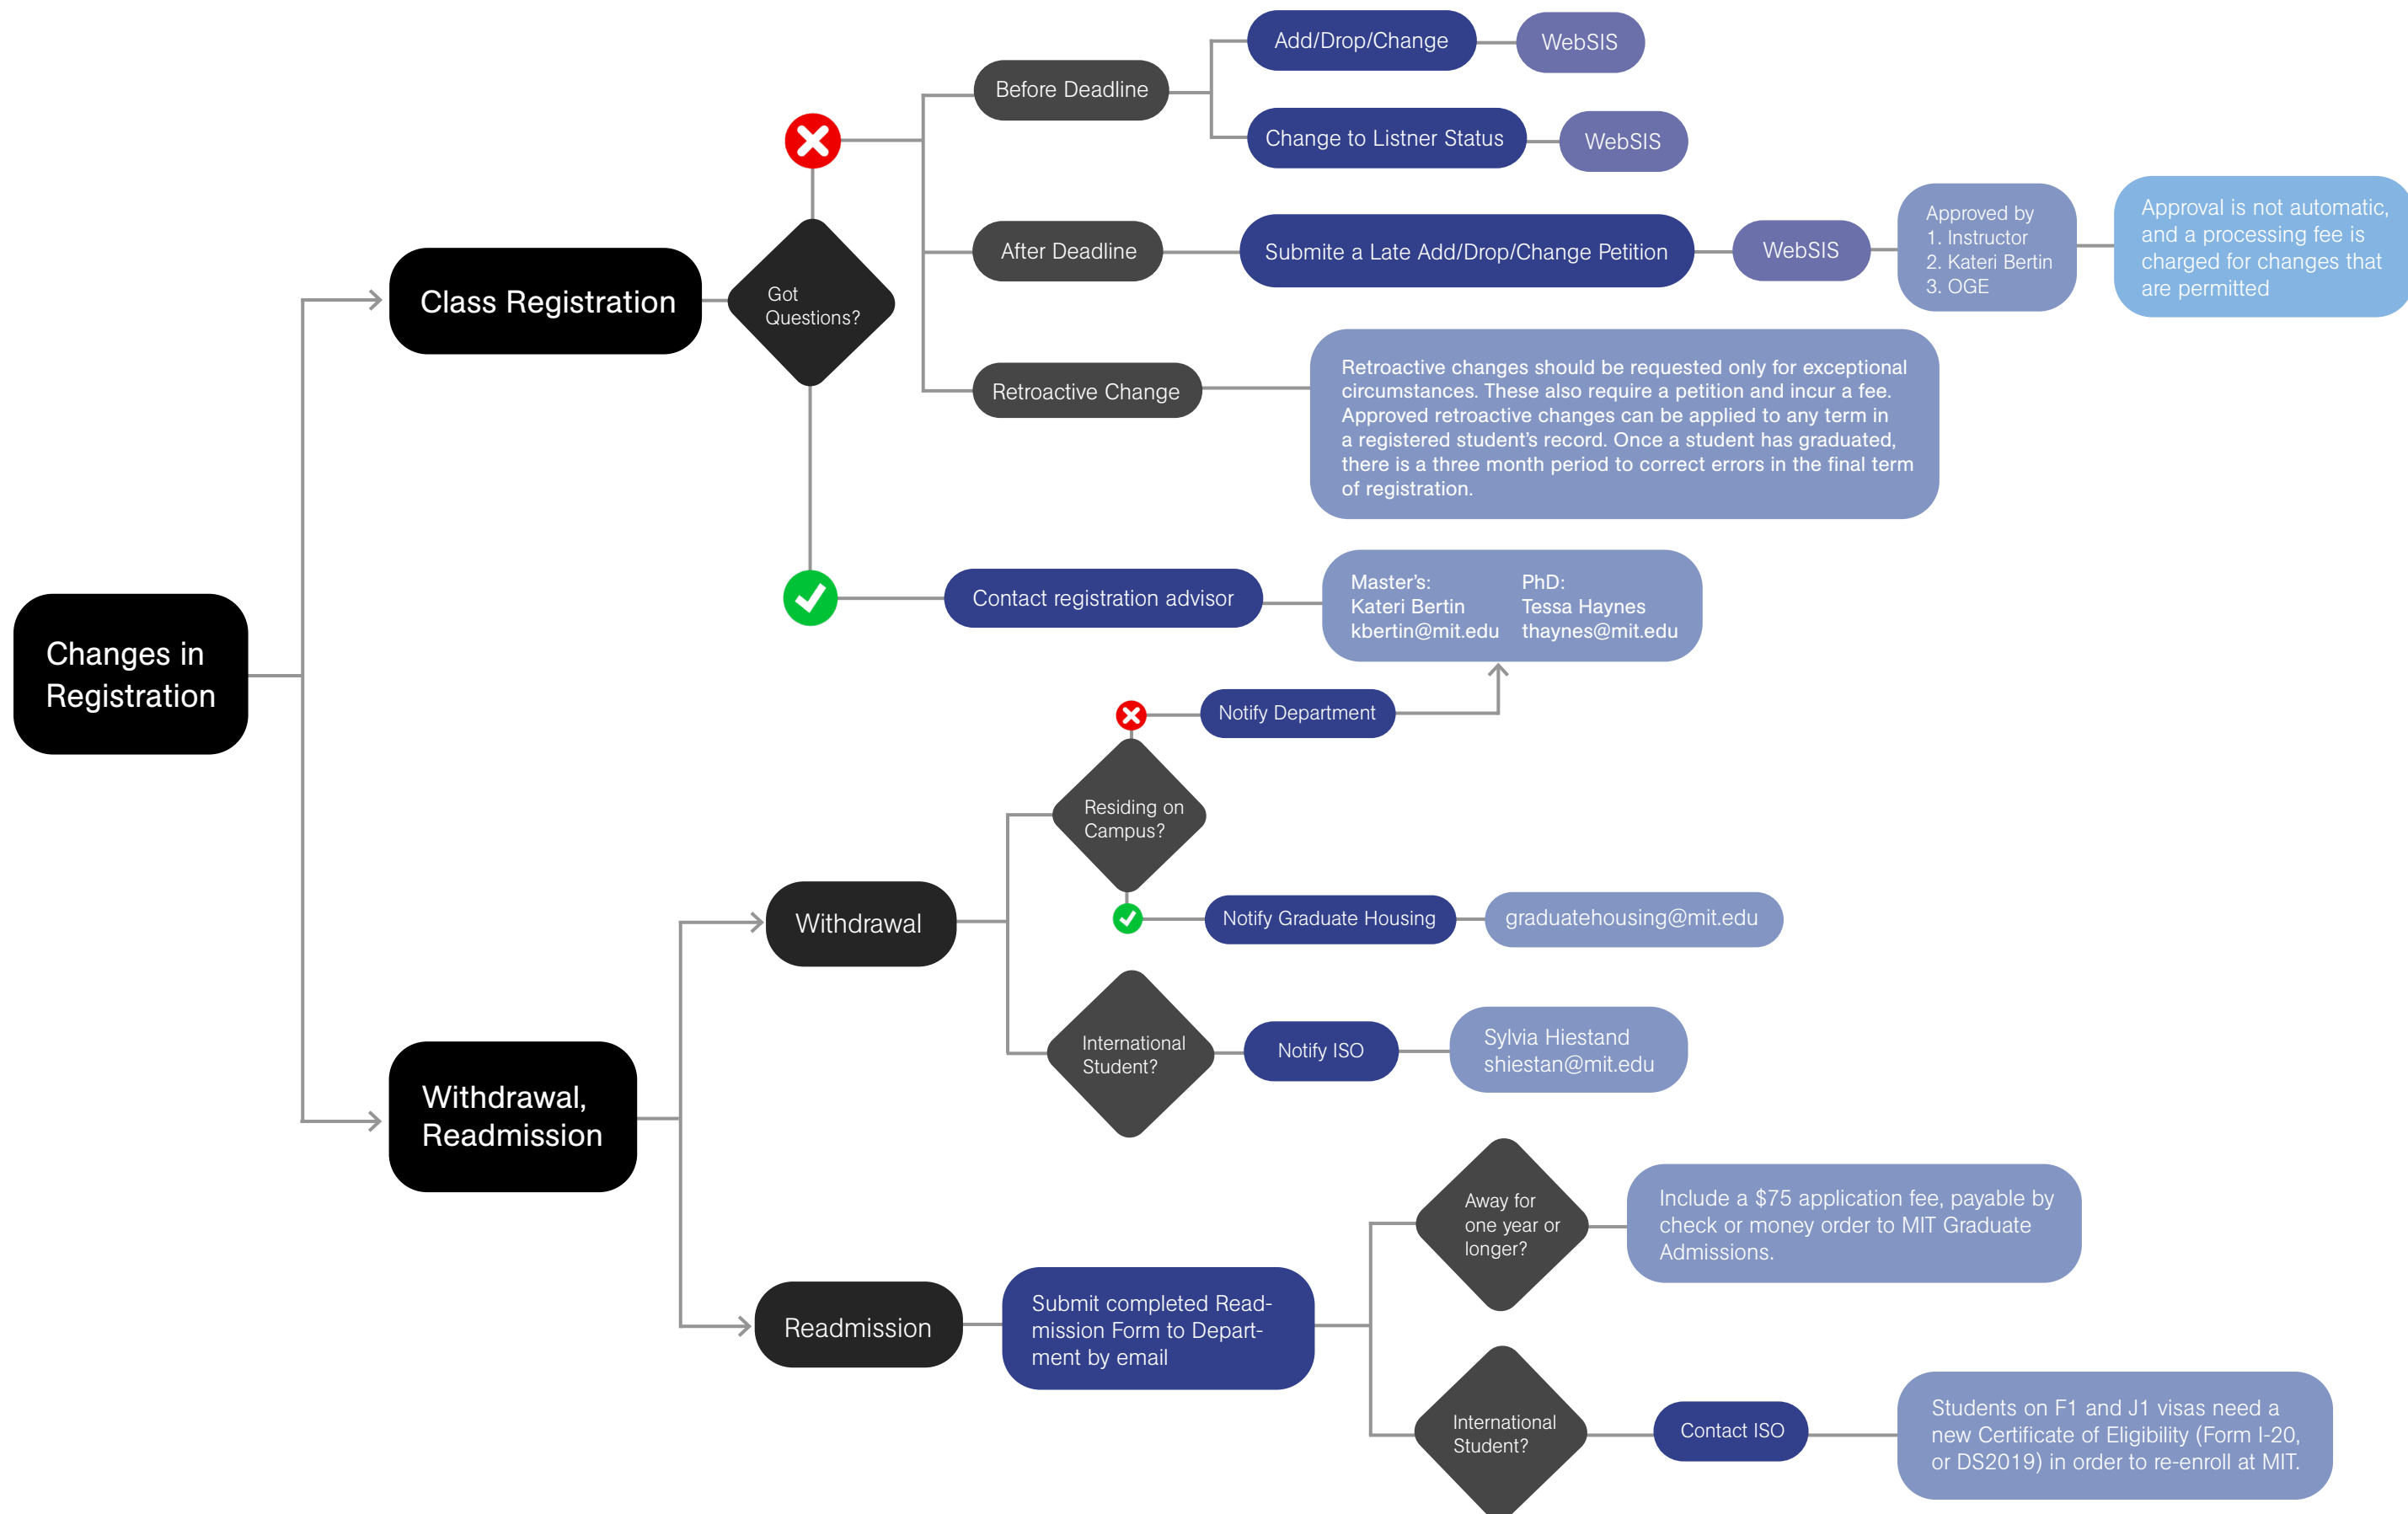 Changes in
Registration
Class Registration
Got
Questions?
Before Deadline
Add/Drop/Change
WebSIS
Change to Listner Status
WebSIS
After Deadline
Submite a Late Add/Drop/Change Petition
WebSIS
Approved by
1. Instructor
2. Kateri Bertin
3. OGE
Approval is not automatic,
and a processing fee is
charged for changes that
are permitted
Retroactive Change
Retroactive changes should be requested only for exceptional
circumstances. These also require a petition and incur a fee.
Approved retroactive changes can be applied to any term in
a registered student's record. Once a student has graduated,
there is a three month period to correct errors in the final term
of registration.
Contact registration advisor
Master's:
Kateri Bertin
kbertin@mit.edu
PhD:
Tessa Haynes
thaynes@mit.edu
Withdrawal,
Readmission
Withdrawal
Residing on
Campus?
Notify Department
Notify Graduate Housing
graduatehousing@mit.edu
International
Student?
Notify ISO
Sylvia Hiestand
shiestan@mit.edu
Readmission
Submit completed Read-
mission Form to Depart-
ment by email
Away for
one year or
longer?
Include a $75 application fee, payable by
check or money order to MIT Graduate
Admissions.
International
Student?
Contact ISO
Students on F1 and J1 visas need a
new Certificate of Eligibility (Form I-20,
or DS2019) in order to re-enroll at MIT.